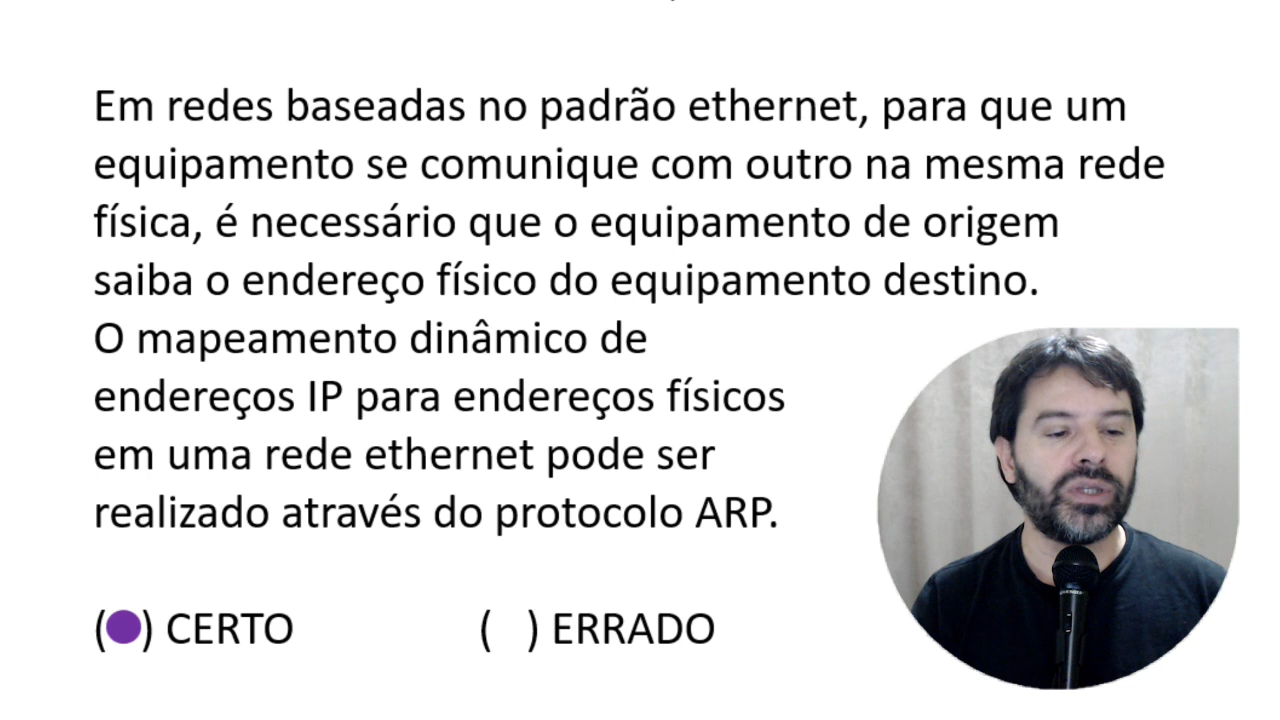 Em redes baseadas no padrão ethernet, para que um
equipamento se comunique com outro na mesma rede
física, é necessário que o equipamento de origem
saiba o endereço físico do equipamento destino.
O mapeamento dinâmico de
endereços IP para endereços físicos
em uma rede ethernet pode ser
realizado através do protocolo ARP.
( ) CERTO ( ) ERRADO